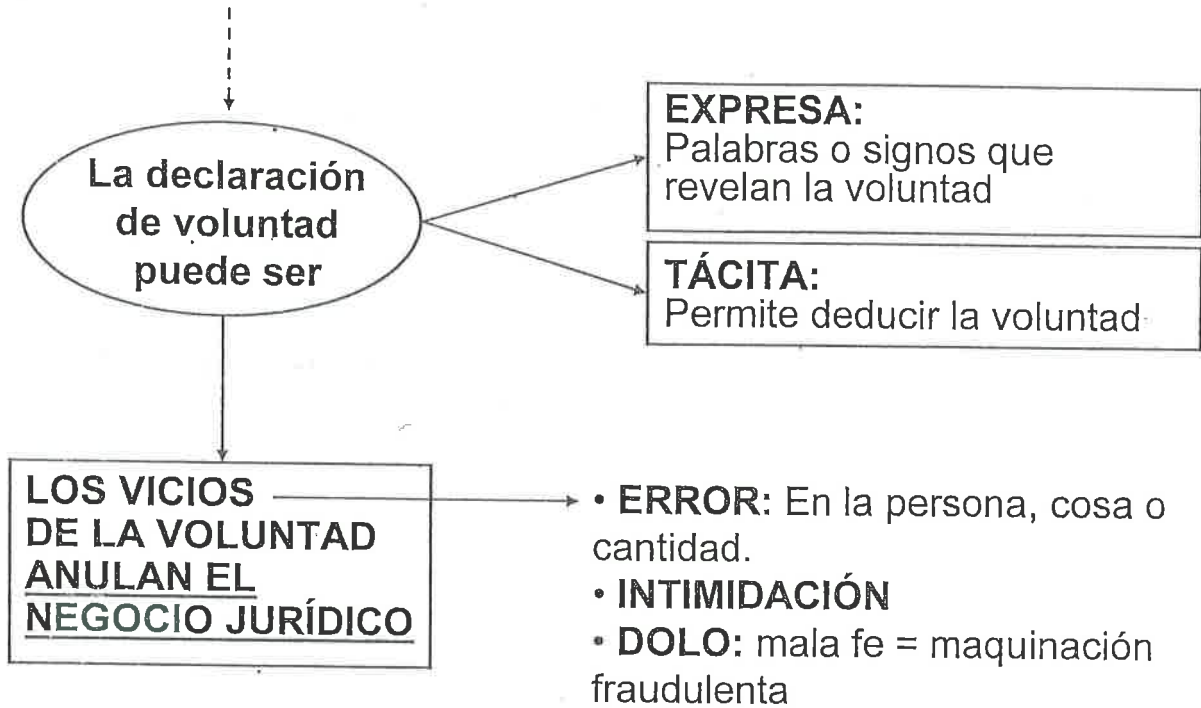 La declaración
de voluntad
puede ser
EXPRESA:
Palabras o signos que
revelan la voluntad
TÁCITA:
Permite deducir la voluntad
LOS VICIOS
DE LA VOLUNTAD
ANULAN EL
NEGOCIO JURÍDICO
• ERROR: En la persona, cosa o
cantidad.
• INTIMIDACIÓN
• DOLO: mala fe = maquinación
fraudulenta